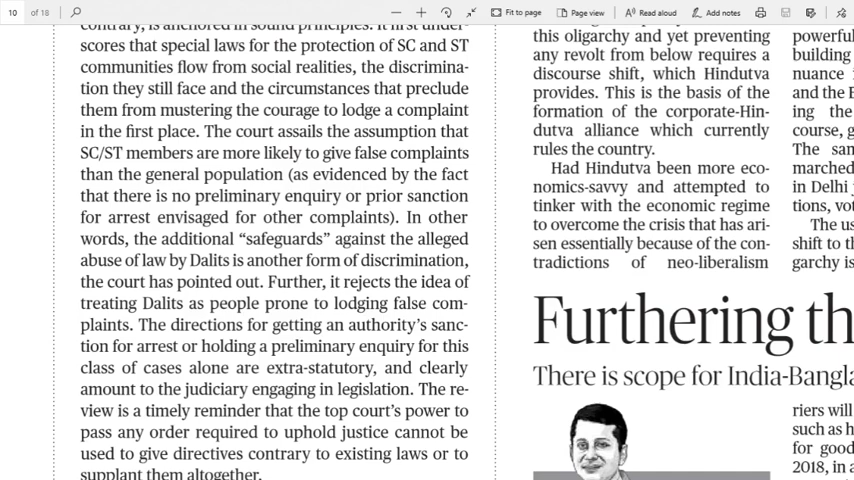 10 of 18
Fit to page
Page view
Read aloud
Add notes
contrary, is anchored in sound principles. It first under-
scores that special laws for the protection of SC and ST
communities flow from social realities, the discrimina-
tion they still face and the circumstances that preclude
them from mustering the courage to lodge a complaint
in the first place. The court assails the assumption that
SC/ST members are more likely to give false complaints
than the general population (as evidenced by the fact
that there is no preliminary enquiry or prior sanction
for arrest envisaged for other complaints). In other
words, the additional “safeguards” against the alleged
abuse of law by Dalits is another form of discrimination,
the court has pointed out. Further, it rejects the idea of
treating Dalits as people prone to lodging false com-
plaints. The directions for getting an authority’s sanc-
tion for arrest or holding a preliminary enquiry for this
class of cases alone are extra-statutory, and clearly
amount to the judiciary engaging in legislation. The re-
view is a timely reminder that the top court’s power to
pass any order required to uphold justice cannot be
used to give directives contrary to existing laws or to
supplant them altogether.
this oligarchy and yet preventing
any revolt from below requires a
discourse shift, which Hindutva
provides. This is the basis of the
formation of the corporate-Hin-
dutva alliance which currently
rules the country.
Had Hindutva been more eco-
nomics-savvy and attempted to
tinker with the economic regime
to overcome the crisis that has ari-
sen essentially because of the con-
tradictions of neo-liberalism
powerful
building
nuance
and the
ing the
course, g
The san
marched
in Delhi
tions, vot
The us
shift to th
garchy is
Furthering th
There is scope for India-Bangla
riers will
such as h
for good
2018, in a